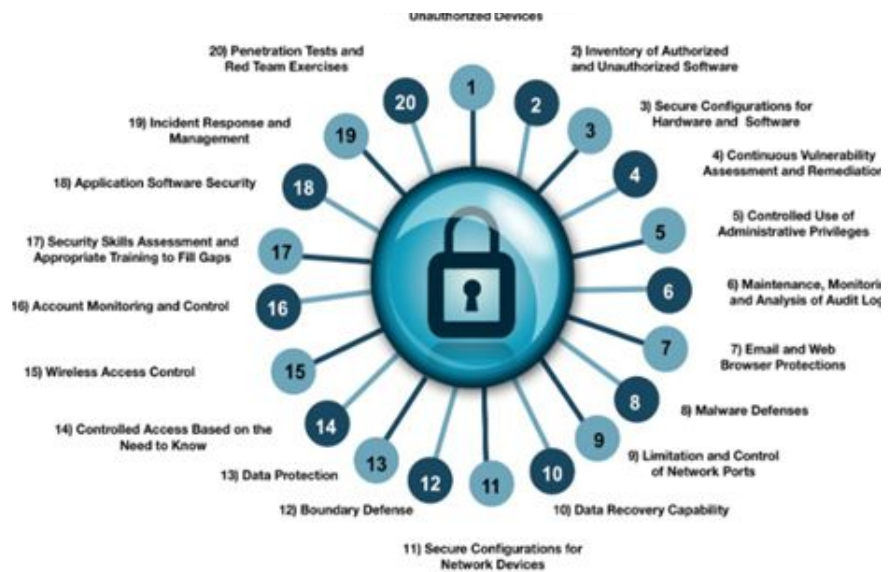 Unauthorized Devices
20) Penetration Tests and
Red Team Exercises
2) Inventory of Authorized
and Unauthorized Software
19) Incident Response and
Management
3) Secure Configurations for
Hardware and Software
18) Application Software Security
4) Continuous Vulnerability
Assessment and Remediation
17) Security Skills Assessment and
Appropriate Training to Fill Gaps
5) Controlled Use of
Administrative Privileges
16) Account Monitoring and Control
6) Maintenance, Monitorin
and Analysis of Audit Log
15) Wireless Access Control
7) Email and Web
Browser Protections
14) Controlled Access Based on the
Need to Know
8) Malware Defenses
13) Data Protection
9) Limitation and Control
of Network Ports
12) Boundary Defense
10) Data Recovery Capability
11) Secure Configurations for
Network Devices
1
2
3
4
5
6
7
8
9
10
11
12
13
14
15
16
17
18
19
20